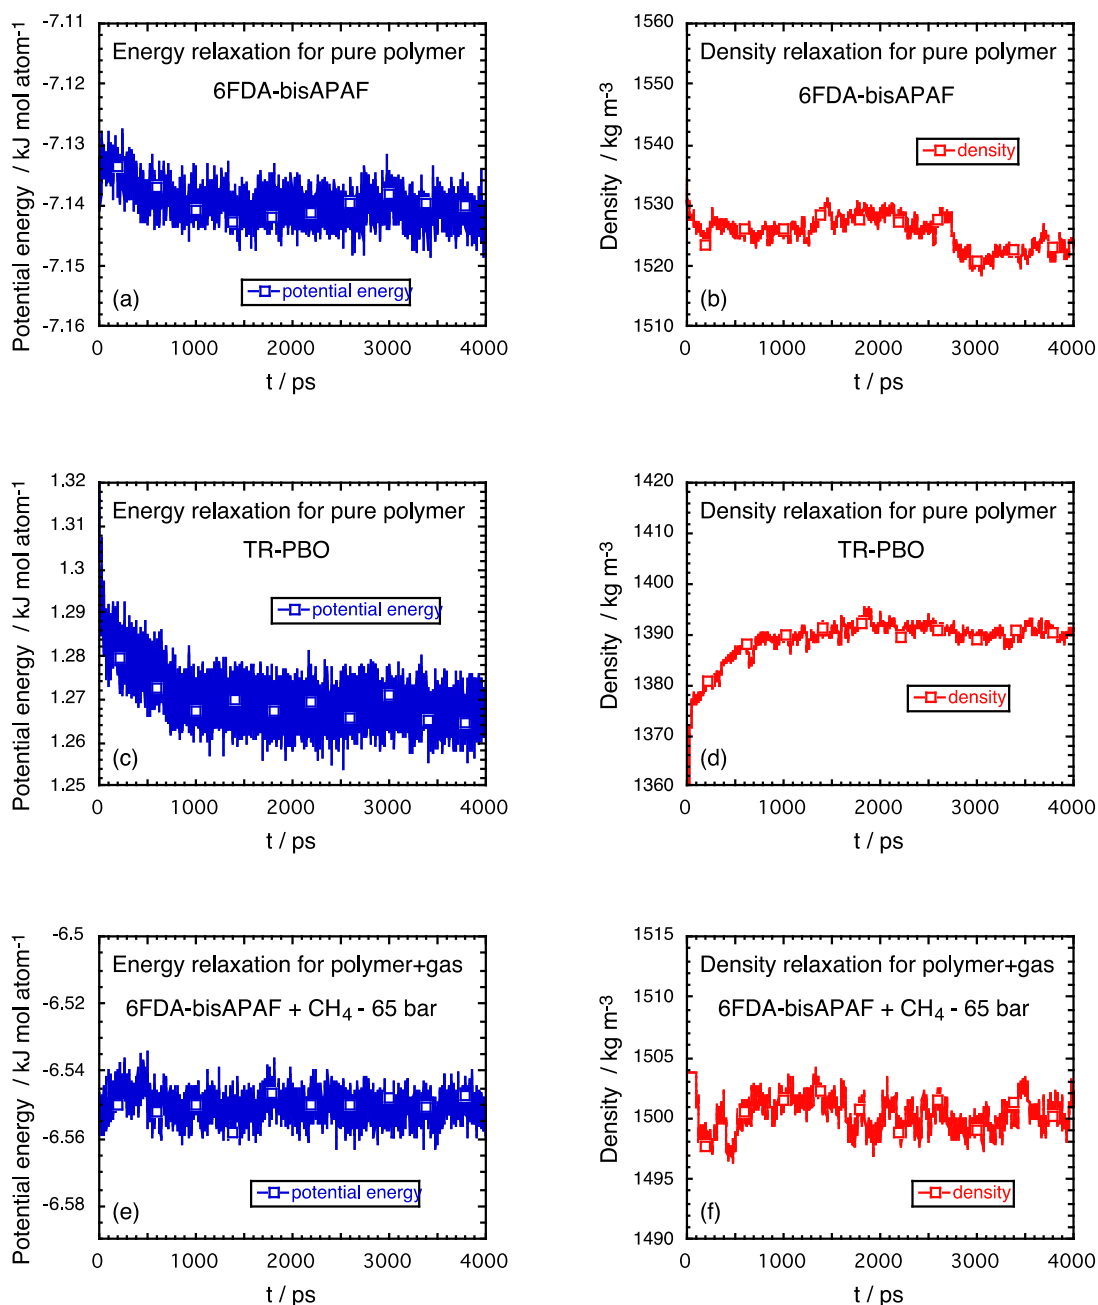 Energy relaxation for pure polymer
6FDA-bisAPAF
potential energy
(a)
Potential energy / kJ mol atom-1
-7.11
-7.12
-7.13
-7.14
-7.15
-7.16
0 1000 2000 3000 4000
t / ps
Density relaxation for pure polymer
6FDA-bisAPAF
density
(b)
Density / kg m-3
1560
1550
1540
1530
1520
1510
0 1000 2000 3000 4000
t / ps
Energy relaxation for pure polymer
TR-PBO
potential energy
(c)
Potential energy / kJ mol atom-1
1.32
1.31
1.3
1.29
1.28
1.27
1.26
1.25
0 1000 2000 3000 4000
t / ps
Density relaxation for pure polymer
TR-PBO
density
(d)
Density / kg m-3
1420
1410
1400
1390
1380
1370
1360
0 1000 2000 3000 4000
t / ps
Energy relaxation for polymer+gas
6FDA-bisAPAF + CH4 - 65 bar
potential energy
(e)
Potential energy / kJ mol atom-1
-6.5
-6.52
-6.54
-6.56
-6.58
0 1000 2000 3000 4000
t / ps
Density relaxation for polymer+gas
6FDA-bisAPAF + CH4 - 65 bar
density
(f)
Density / kg m-3
1515
1510
1505
1500
1495
1490
0 1000 2000 3000 4000
t / ps